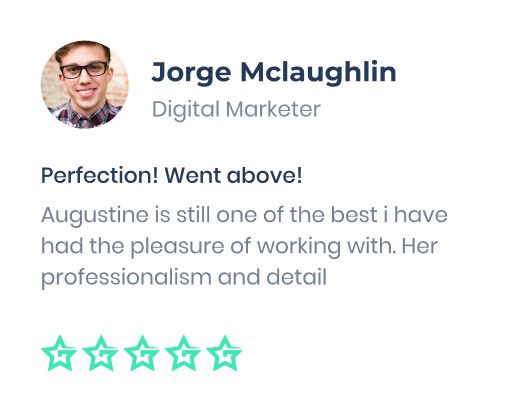 Jorge Mclaughlin
Digital Marketer
Perfection! Went above!
Augustine is still one of the best i have
had the pleasure of working with. Her
professionalism and detail